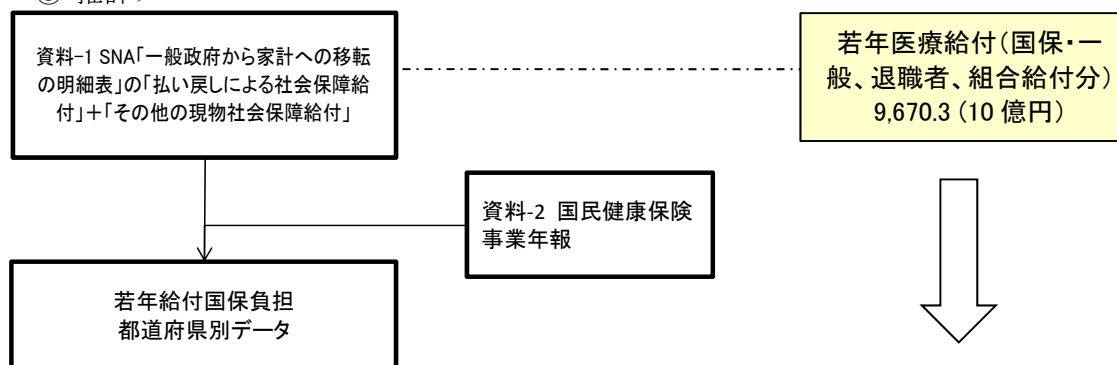 資料-1 SNA「一般政府から家計への移転
の明細表」の「払い戻しによる社会保障給
付」＋「その他の現物社会保障給付」
若年医療給付（国保・一
般、退職者、組合給付分）
9,670.3（10 億円）
資料-2 国民健康保険
事業年報
若年給付国保負担
都道府県別データ